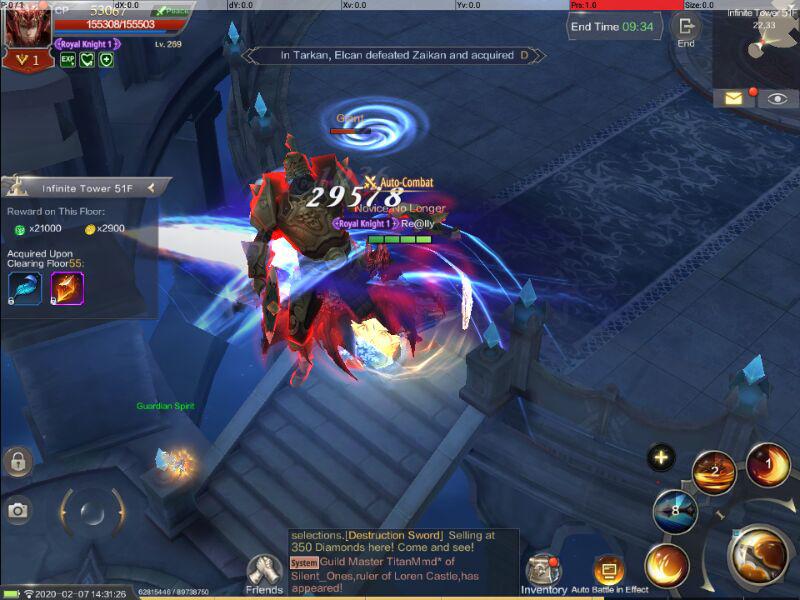 P:0 / 1
dX:0.0
dY:0.0
Xv:0.0
Yv:0.0
Prs:1.0
Size:0.0
CP 53067
Peace
155308/155503
Royal Knight 1
Lv. 269
1
EXP
In Tarkan, Elcan defeated Zaikan and acquired D
End Time 09:34
End
Infinite Tower 51F
22,33
Giant
Auto-Combat
29578
Novice No Longer
Royal Knight 1 Re@lly
Infinite Tower 51F
Reward on This Floor:
x21000 x2900
Acquired Upon
Clearing Floor55:
Guardian Spirit
2
1
8
selections.[Destruction Sword] Selling at
350 Diamonds here! Come and see!
System Guild Master TitanMmd* of
Silent_Ones,ruler of Loren Castle,has
appeared!
Friends
Inventory
Auto Battle in Effect
2020-02-07 14:31:26
62815446 / 89738750